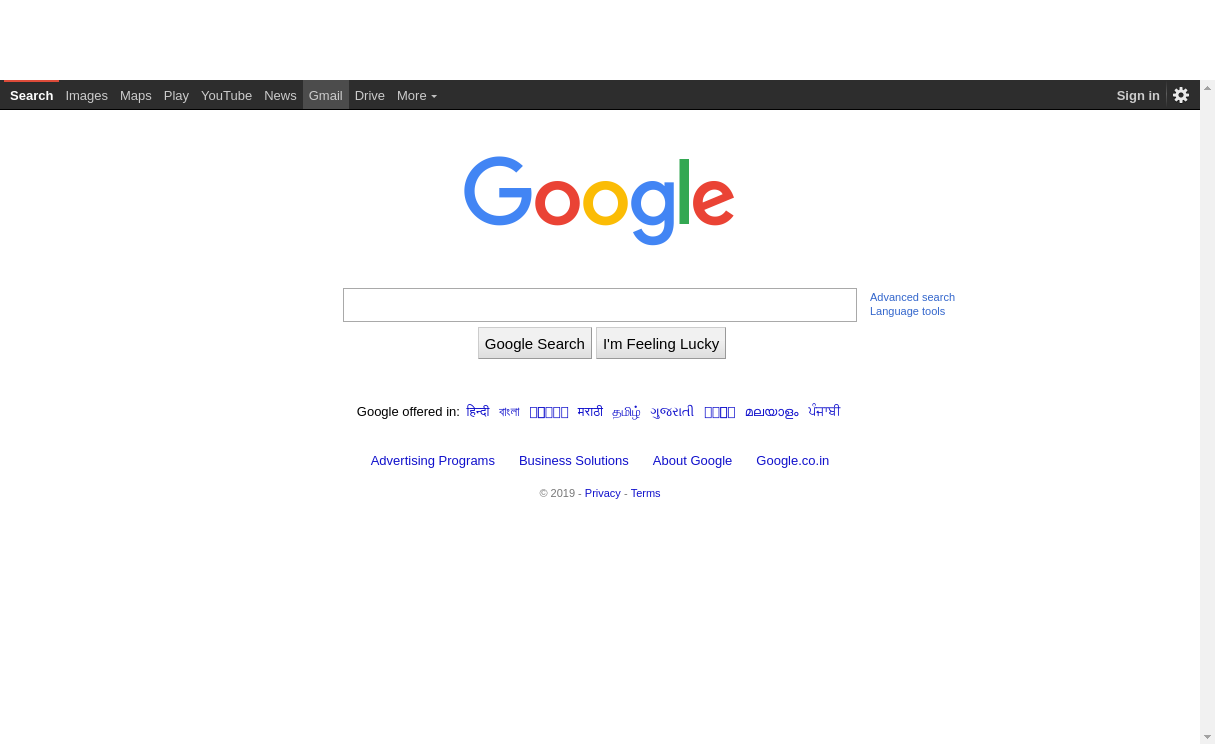 Search Images Maps Play YouTube News Gmail Drive More Sign in
Google
Advanced search
Language tools
Google Search I'm Feeling Lucky
Google offered in: हिन्दी বাংলা मराठी தமிழ் ગુજરાતી മലയാളം ਪੰਜਾਬੀ
Advertising Programs Business Solutions About Google Google.co.in
© 2019 - Privacy - Terms